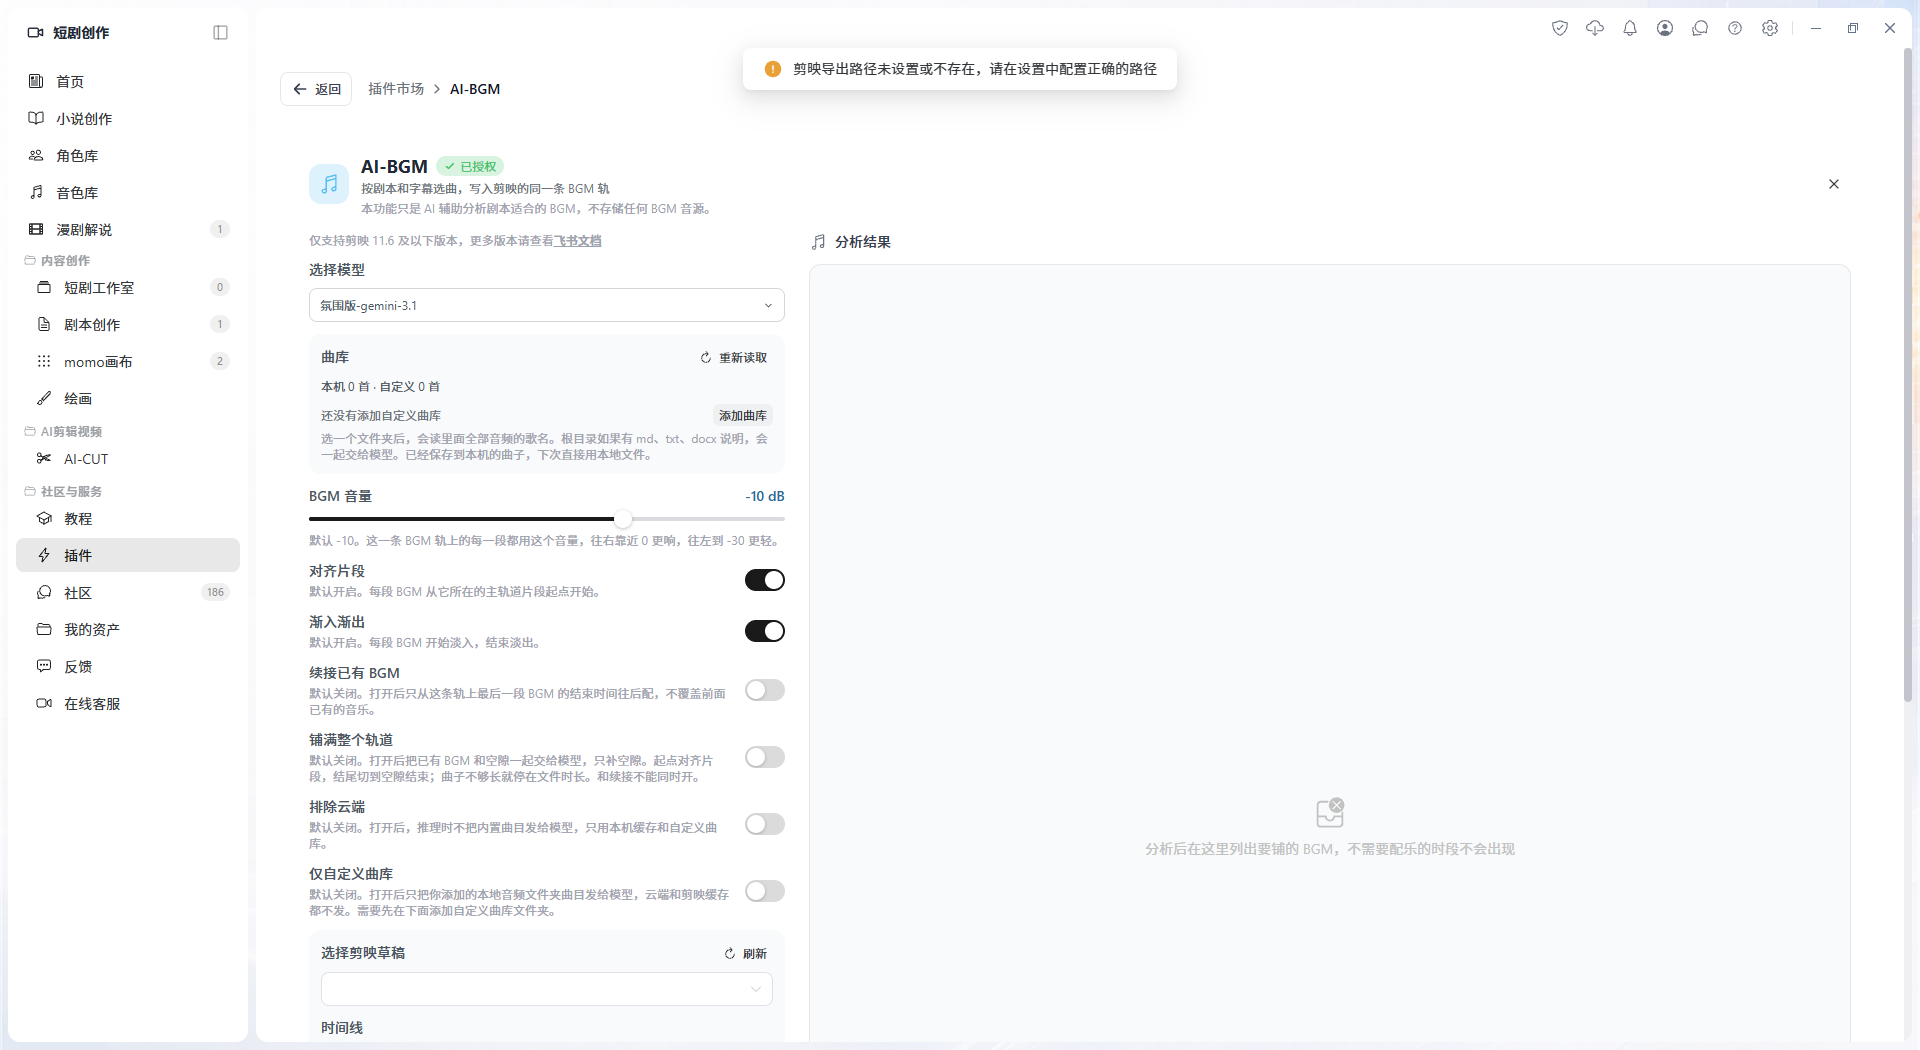 短剧创作
首页
小说创作
角色库
音色库
漫剧解说 1
内容创作
短剧工作室 0
剧本创作 1
momo画布 2
绘画
AI剪辑视频
AI-CUT
社区与服务
教程
插件
社区 186
我的资产
反馈
在线客服
剪映导出路径未设置或不存在，请在设置中配置正确的路径
返回 插件市场 > AI-BGM
AI-BGM 已授权
按剧本和字幕选曲，写入剪映的同一条 BGM 轨
本功能只是 AI 辅助分析剧本适合的 BGM，不存储任何 BGM 音源。
仅支持剪映 11.6 及以下版本，更多版本请查看飞书文档
选择模型
氛围版-gemini-3.1
曲库 重新读取
本机 0 首 · 自定义 0 首
还没有添加自定义曲库 添加曲库
选一个文件夹后，会读里面全部音频的歌名。根目录如果有 md、txt、docx 说明，会
一起交给模型。已经保存到本机的曲子，下次直接用本地文件。
BGM 音量 -10 dB
默认 -10。这一条 BGM 轨上的每一段都用这个音量，往右靠近 0 更响，往左到 -30 更轻。
对齐片段
默认开启。每段 BGM 从它所在的主轨道片段起点开始。
渐入渐出
默认开启。每段 BGM 开始淡入，结束淡出。
续接已有 BGM
默认关闭。打开后只从这条轨上最后一段 BGM 的结束时间往后配，不覆盖前面
已有的音乐。
铺满整个轨道
默认关闭。打开后把已有 BGM 和空隙一起交给模型，只补空隙。起点对齐片
段，结尾切到空隙结束；曲子不够长就停在文件时长。和续接不能同时开。
排除云端
默认关闭。打开后，推理时不把内置曲目发给模型，只用本机缓存和自定义曲
库。
仅自定义曲库
默认关闭。打开后只把你添加的本地音频文件夹曲目发给模型，云端和剪映缓存
都不发。需要先在下面添加自定义曲库文件夹。
选择剪映草稿 刷新
时间线
分析结果
分析后在这里列出要铺的 BGM，不需要配乐的时段不会出现